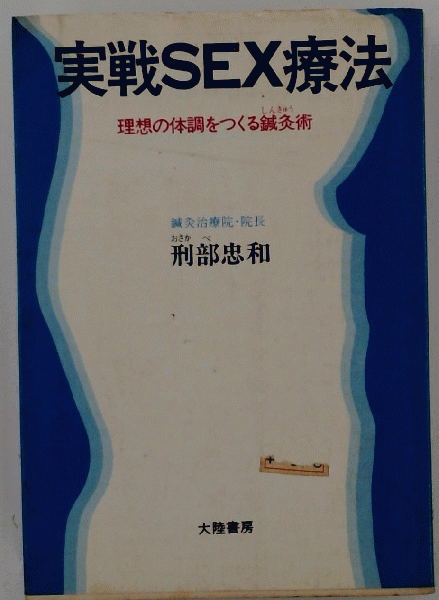 実戦SEX療法
しんきゅう
理想の体調をつくる鍼灸術
鍼灸治療院・院長
おさかべ
刑部忠和
大陸書房